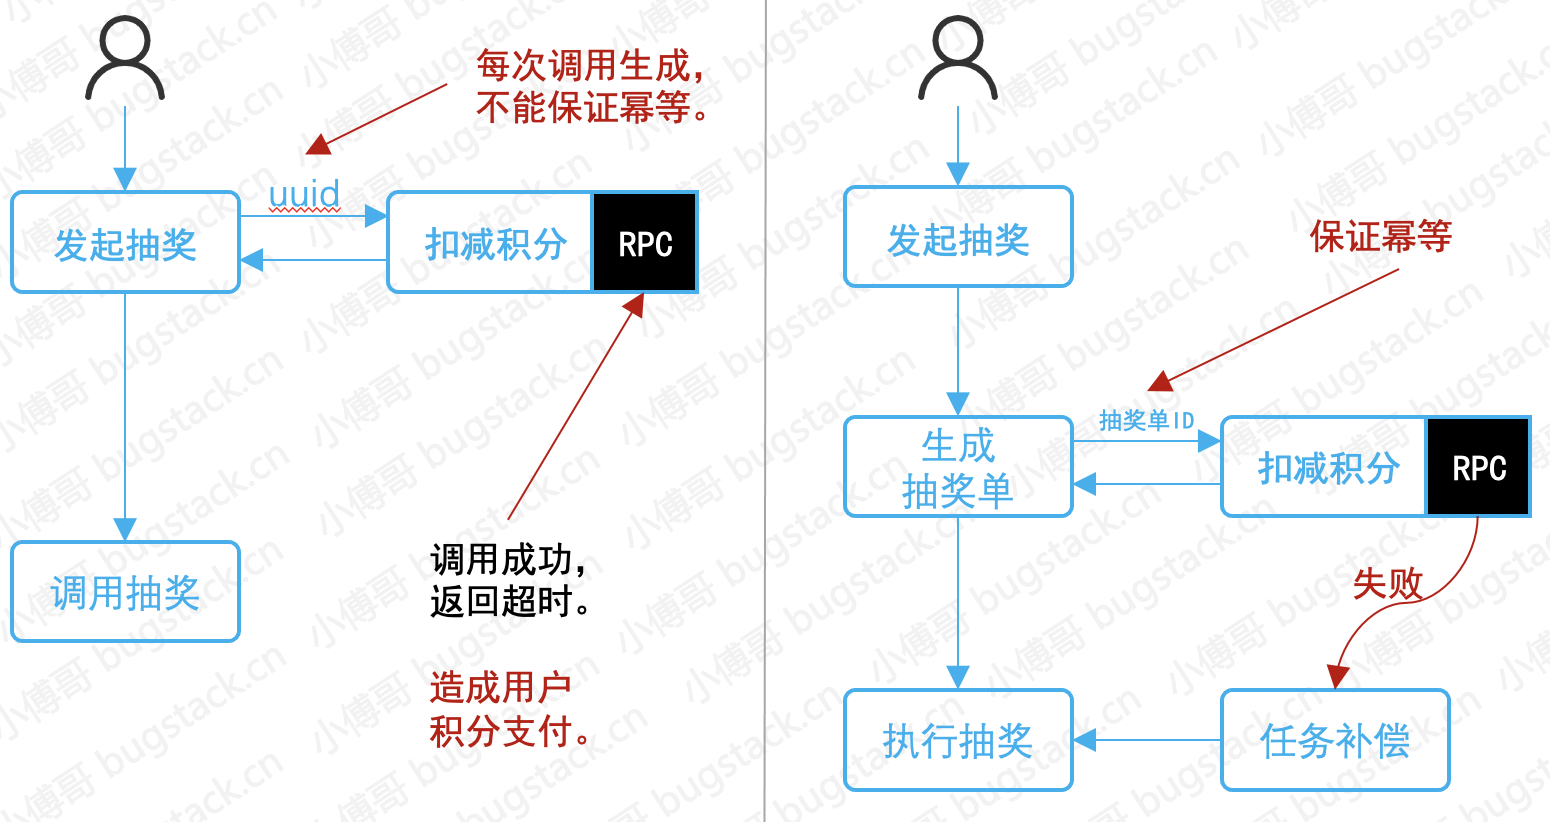 每次调用生成，
不能保证幂等。
uuid
发起抽奖
扣减积分
RPC
调用抽奖
调用成功，
返回超时。
造成用户
积分支付。
发起抽奖
保证幂等
生成
抽奖单
抽奖单ID
扣减积分
RPC
失败
执行抽奖
任务补偿
小傅哥 bugstack.cn